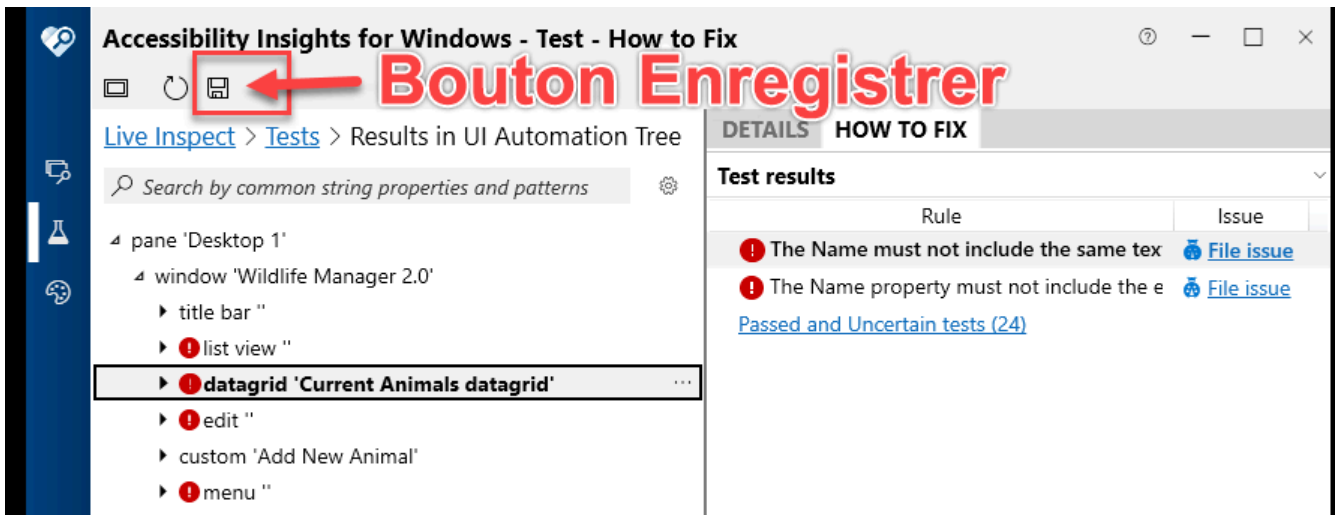 Accessibility Insights for Windows - Test - How to Fix
Bouton Enregistrer
Live Inspect > Tests > Results in UI Automation Tree
Search by common string properties and patterns
pane 'Desktop 1'
window 'Wildlife Manager 2.0'
title bar ''
list view ''
datagrid 'Current Animals datagrid' ...
edit ''
custom 'Add New Animal'
menu ''
DETAILS HOW TO FIX
Test results
Rule Issue
The Name must not include the same tex File issue
The Name property must not include the e File issue
Passed and Uncertain tests (24)